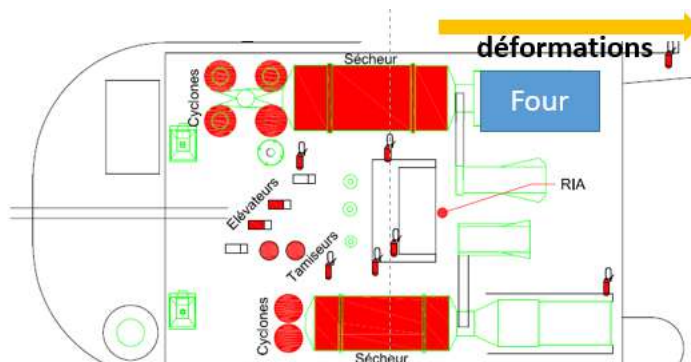 déformations
Sécheur
Cyclones
Four
RIA
Elévateurs
Tamiseurs
Cyclones
Sécheur